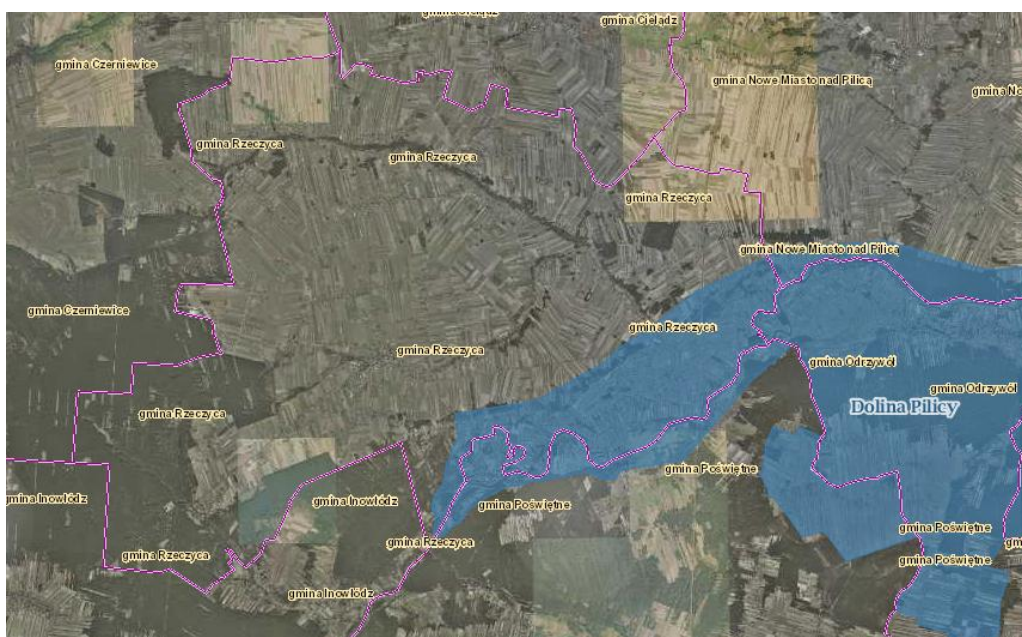 gmina Cielądz
gmina Czerniewice
gmina Nowe Miasto nad Pilicą
gmina Rzeczyca
gmina Rzeczyca
gmina Rzeczyca
gmina Nowe Miasto nad Pilicą
gmina Czerniewice
gmina Rzeczyca
gmina Rzeczyca
gmina Odrzywół
gmina Odrzywół
Dolina Pilicy
gmina Rzeczyca
gmina Poświętne
gmina Inowłódz
gmina Inowłódz
gmina Poświętne
gmina Poświętne
gmina Rzeczyca
gmina Rzeczyca
gmina Poświętne
gmina Inowłódz